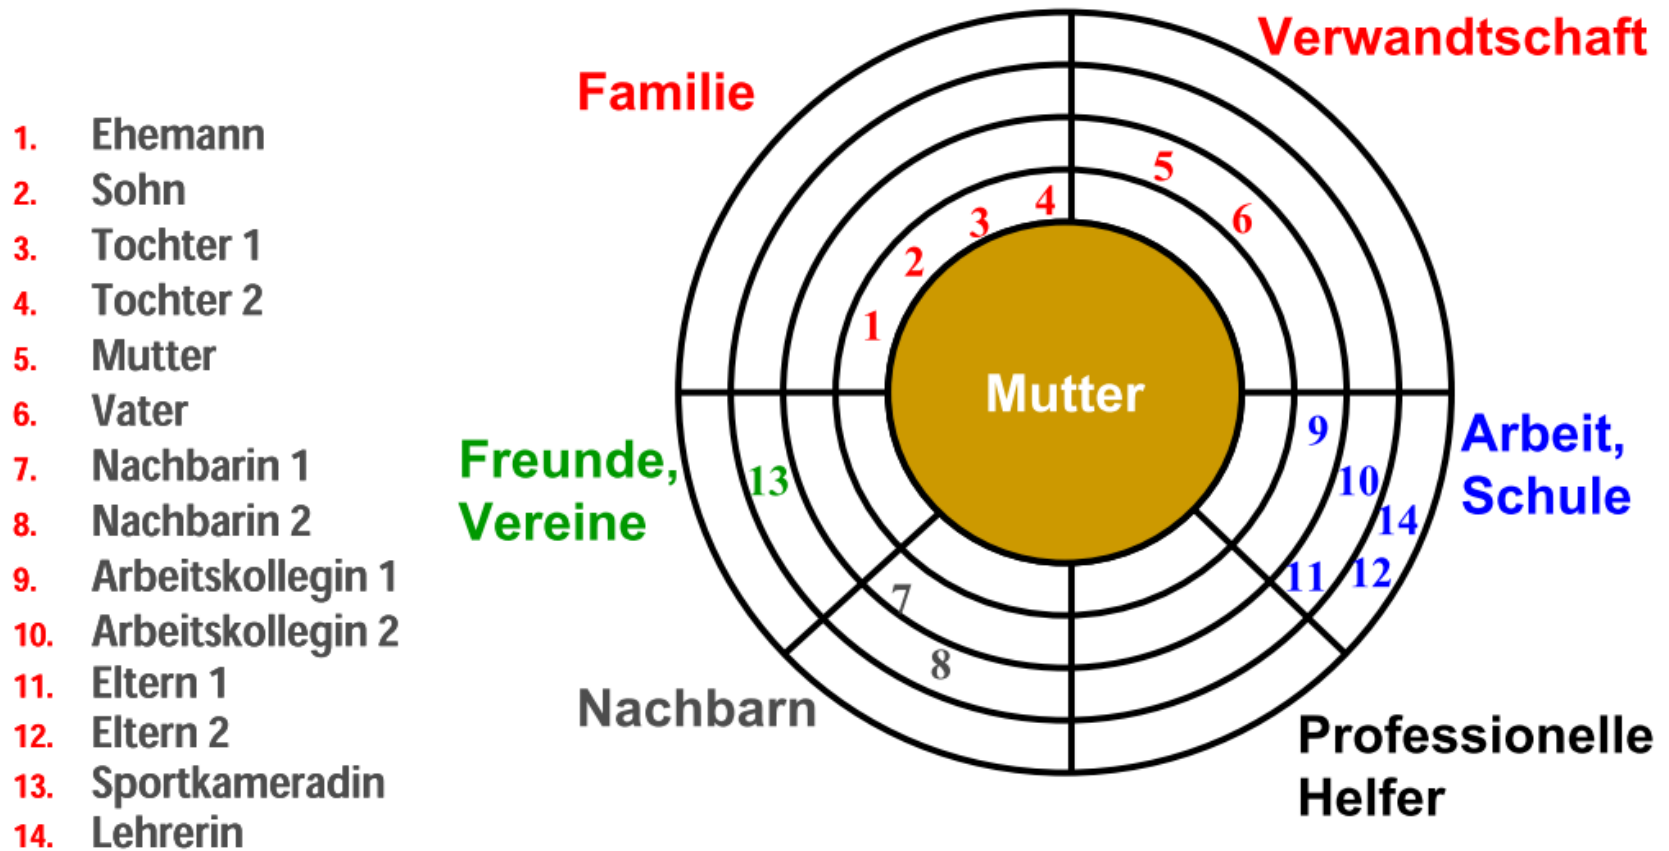 1. Ehemann
2. Sohn
3. Tochter 1
4. Tochter 2
5. Mutter
6. Vater
7. Nachbarin 1
8. Nachbarin 2
9. Arbeitskollegin 1
10. Arbeitskollegin 2
11. Eltern 1
12. Eltern 2
13. Sportkameradin
14. Lehrerin
Familie
Verwandtschaft
Freunde,
Vereine
Arbeit,
Schule
Nachbarn
Professionelle
Helfer
Mutter
1
2
3
4
5
6
9
10
14
11
12
13
7
8